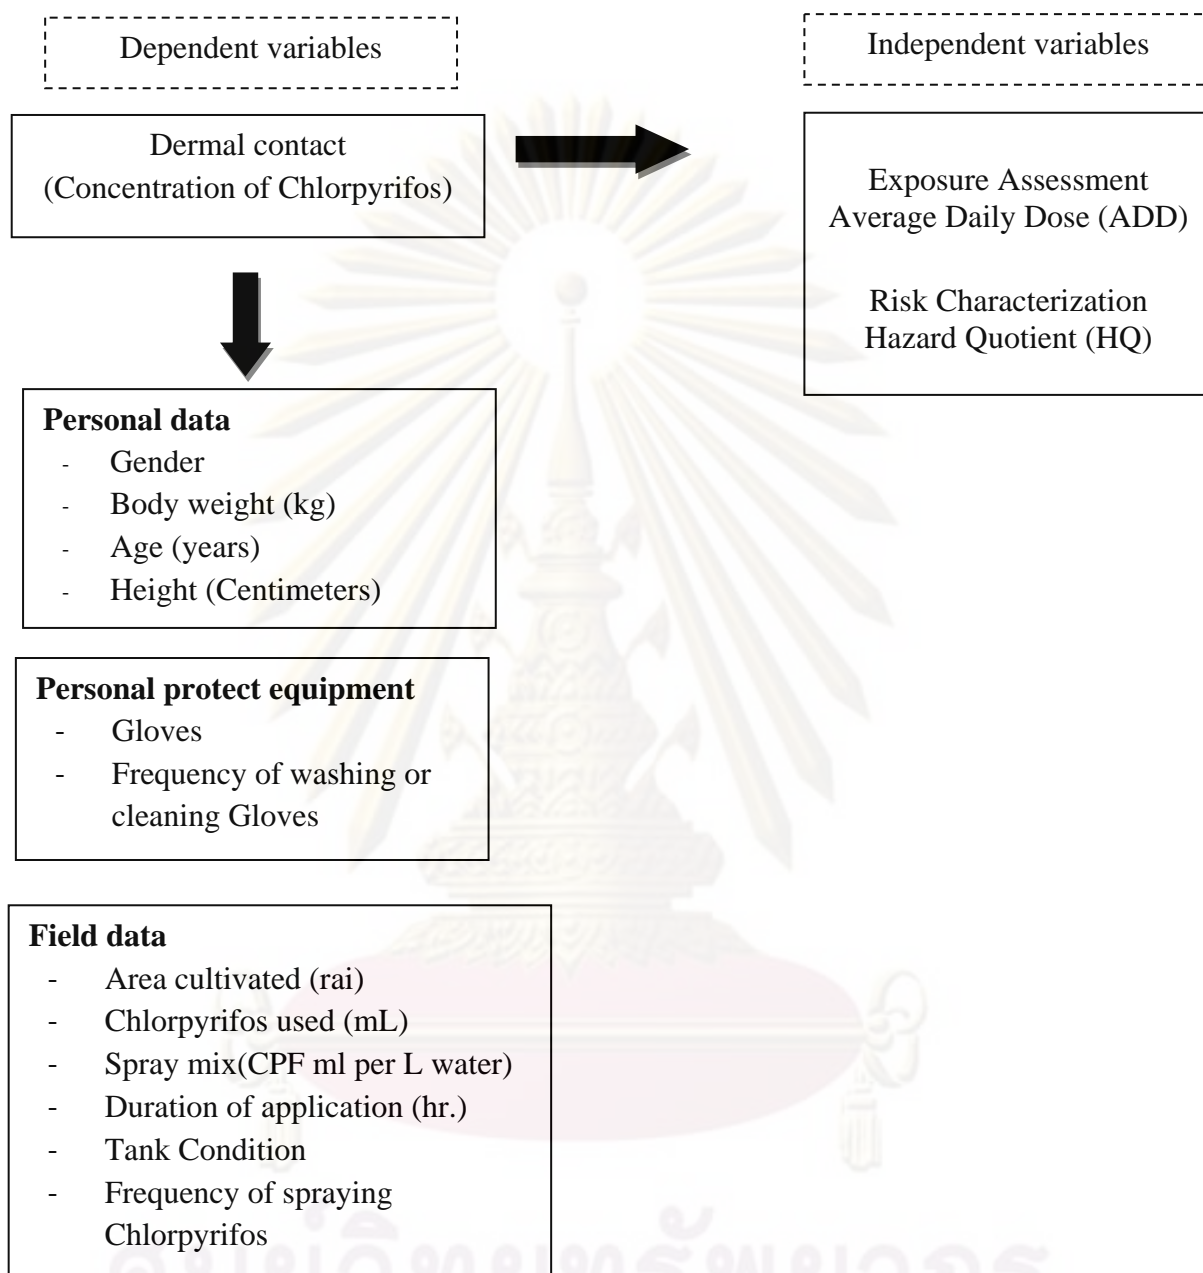 Dependent variables
Independent variables
Dermal contact
(Concentration of Chlorpyrifos)
Exposure Assessment
Average Daily Dose (ADD)
Risk Characterization
Hazard Quotient (HQ)
Personal data
- Gender
- Body weight (kg)
- Age (years)
- Height (Centimeters)
Personal protect equipment
- Gloves
- Frequency of washing or
cleaning Gloves
Field data
- Area cultivated (rai)
- Chlorpyrifos used (mL)
- Spray mix(CPF ml per L water)
- Duration of application (hr.)
- Tank Condition
- Frequency of spraying
Chlorpyrifos